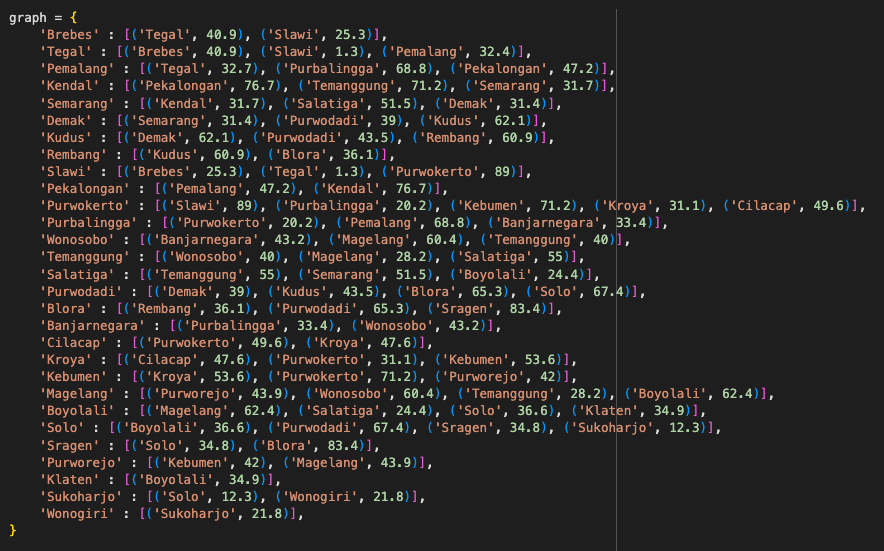 graph = {
    'Brebes' : [('Tegal', 40.9), ('Slawi', 25.3)],
    'Tegal' : [('Brebes', 40.9), ('Slawi', 1.3), ('Pemalang', 32.4)],
    'Pemalang' : [('Tegal', 32.7), ('Purbalingga', 68.8), ('Pekalongan', 47.2)],
    'Kendal' : [('Pekalongan', 76.7), ('Temanggung', 71.2), ('Semarang', 31.7)],
    'Semarang' : [('Kendal', 31.7), ('Salatiga', 51.5), ('Demak', 31.4)],
    'Demak' : [('Semarang', 31.4), ('Purwodadi', 39), ('Kudus', 62.1)],
    'Kudus' : [('Demak', 62.1), ('Purwodadi', 43.5), ('Rembang', 60.9)],
    'Rembang' : [('Kudus', 60.9), ('Blora', 36.1)],
    'Slawi' : [('Brebes', 25.3), ('Tegal', 1.3), ('Purwokerto', 89)],
    'Pekalongan' : [('Pemalang', 47.2), ('Kendal', 76.7)],
    'Purwokerto' : [('Slawi', 89), ('Purbalingga', 20.2), ('Kebumen', 71.2), ('Kroya', 31.1), ('Cilacap', 49.6)],
    'Purbalingga' : [('Purwokerto', 20.2), ('Pemalang', 68.8), ('Banjarnegara', 33.4)],
    'Wonosobo' : [('Banjarnegara', 43.2), ('Magelang', 60.4), ('Temanggung', 40)],
    'Temanggung' : [('Wonosobo', 40), ('Magelang', 28.2), ('Salatiga', 55)],
    'Salatiga' : [('Temanggung', 55), ('Semarang', 51.5), ('Boyolali', 24.4)],
    'Purwodadi' : [('Demak', 39), ('Kudus', 43.5), ('Blora', 65.3), ('Solo', 67.4)],
    'Blora' : [('Rembang', 36.1), ('Purwodadi', 65.3), ('Sragen', 83.4)],
    'Banjarnegara' : [('Purbalingga', 33.4), ('Wonosobo', 43.2)],
    'Cilacap' : [('Purwokerto', 49.6), ('Kroya', 47.6)],
    'Kroya' : [('Cilacap', 47.6), ('Purwokerto', 31.1), ('Kebumen', 53.6)],
    'Kebumen' : [('Kroya', 53.6), ('Purwokerto', 71.2), ('Purworejo', 42)],
    'Magelang' : [('Purworejo', 43.9), ('Wonosobo', 60.4), ('Temanggung', 28.2), ('Boyolali', 62.4)],
    'Boyolali' : [('Magelang', 62.4), ('Salatiga', 24.4), ('Solo', 36.6), ('Klaten', 34.9)],
    'Solo' : [('Boyolali', 36.6), ('Purwodadi', 67.4), ('Sragen', 34.8), ('Sukoharjo', 12.3)],
    'Sragen' : [('Solo', 34.8), ('Blora', 83.4)],
    'Purworejo' : [('Kebumen', 42), ('Magelang', 43.9)],
    'Klaten' : [('Boyolali', 34.9)],
    'Sukoharjo' : [('Solo', 12.3), ('Wonogiri', 21.8)],
    'Wonogiri' : [('Sukoharjo', 21.8)],
}